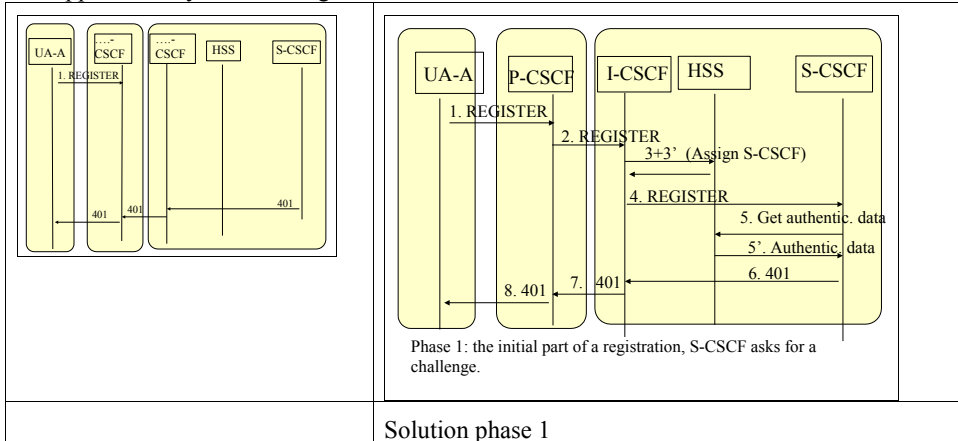 UA-A
….-
CSCF
….-
CSCF
HSS
S-CSCF
1. REGISTER
401
401
401
UA-A
P-CSCF
I-CSCF
HSS
S-CSCF
1. REGISTER
2. REGISTER
3+3’ (Assign S-CSCF)
4. REGISTER
5. Get authentic. data
5’. Authentic. data
6. 401
7. 401
8. 401
Phase 1: the initial part of a registration, S-CSCF asks for a
challenge.
Solution phase 1